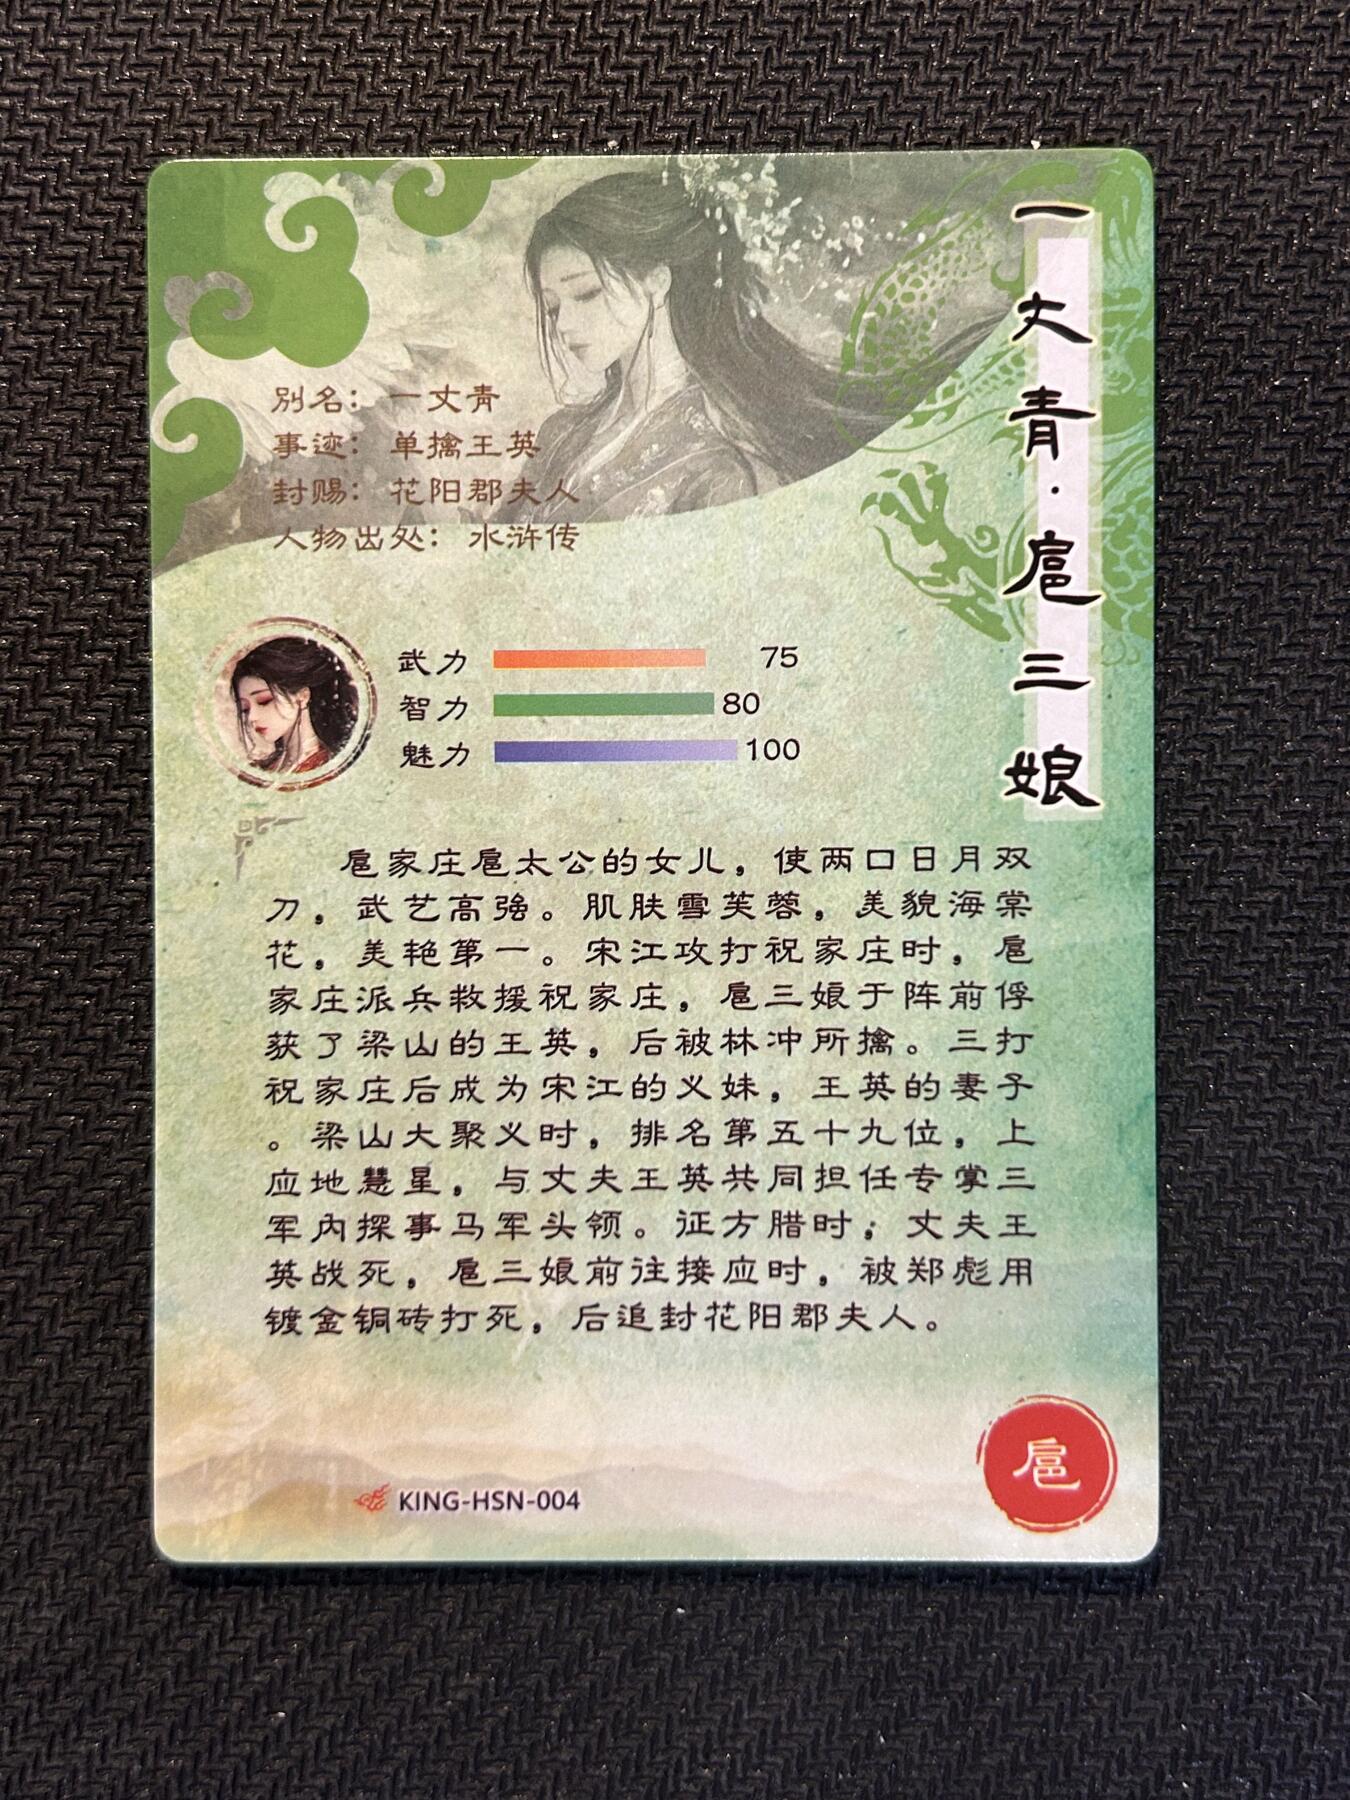 一丈青·扈三娘
别名：一丈青
事迹：单擒王英
封赐：花阳郡夫人
人物出处：水浒传
武力 75
智力 80
魅力 100
扈家庄扈太公的女儿，使两口日月双
刀，武艺高强。肌肤雪芙蓉，美貌海棠
花，美艳第一。宋江攻打祝家庄时，扈
家庄派兵救援祝家庄，扈三娘于阵前俘
获了梁山的王英，后被林冲所擒。三打
祝家庄后成为宋江的义妹，王英的妻子
。梁山大聚义时，排名第五十九位，上
应地慧星，与丈夫王英共同担任专掌三
军内探事马军头领。征方腊时；丈夫王
英战死，扈三娘前往接应时，被郑彪用
镀金铜砖打死，后追封花阳郡夫人。
KING-HSN-004
扈